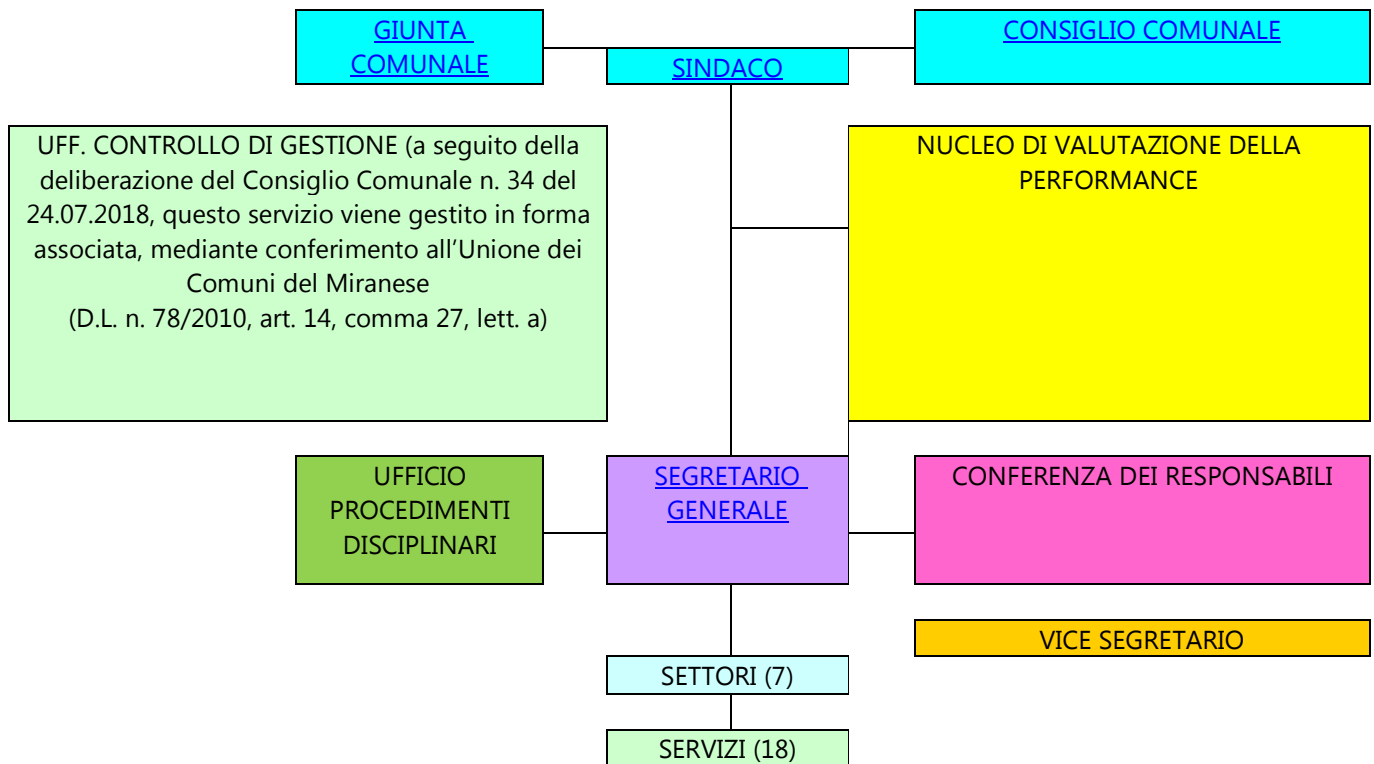 GIUNTA
COMUNALE
SINDACO
CONSIGLIO COMUNALE
UFF. CONTROLLO DI GESTIONE (a seguito della
deliberazione del Consiglio Comunale n. 34 del
24.07.2018, questo servizio viene gestito in forma
associata, mediante conferimento all’Unione dei
Comuni del Miranese
(D.L. n. 78/2010, art. 14, comma 27, lett. a)
NUCLEO DI VALUTAZIONE DELLA
PERFORMANCE
UFFICIO
PROCEDIMENTI
DISCIPLINARI
SEGRETARIO
GENERALE
CONFERENZA DEI RESPONSABILI
VICE SEGRETARIO
SETTORI (7)
SERVIZI (18)